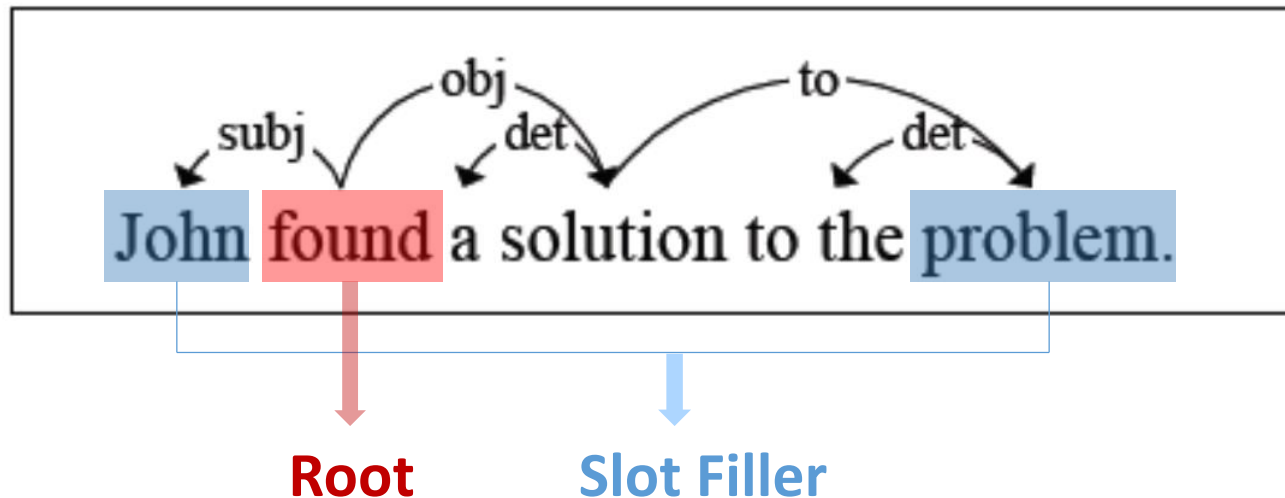 obj to
subj det det
John found a solution to the problem.
Root Slot Filler